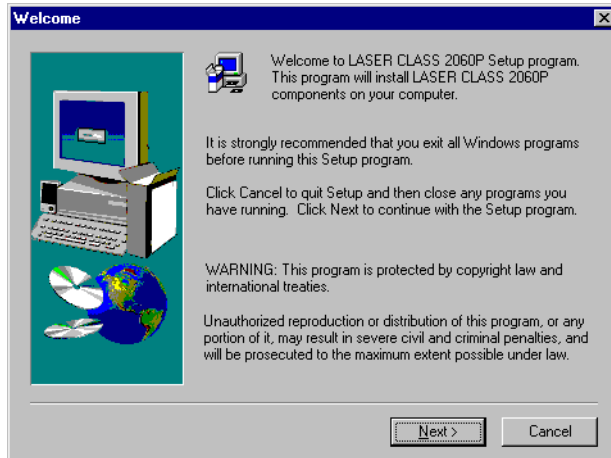 Welcome
Welcome to LASER CLASS 2060P Setup program.
This program will install LASER CLASS 2060P
components on your computer.
It is strongly recommended that you exit all Windows programs
before running this Setup program.
Click Cancel to quit Setup and then close any programs you
have running. Click Next to continue with the Setup program.
WARNING: This program is protected by copyright law and
international treaties.
Unauthorized reproduction or distribution of this program, or any
portion of it, may result in severe civil and criminal penalties, and
will be prosecuted to the maximum extent possible under law.
Next >
Cancel